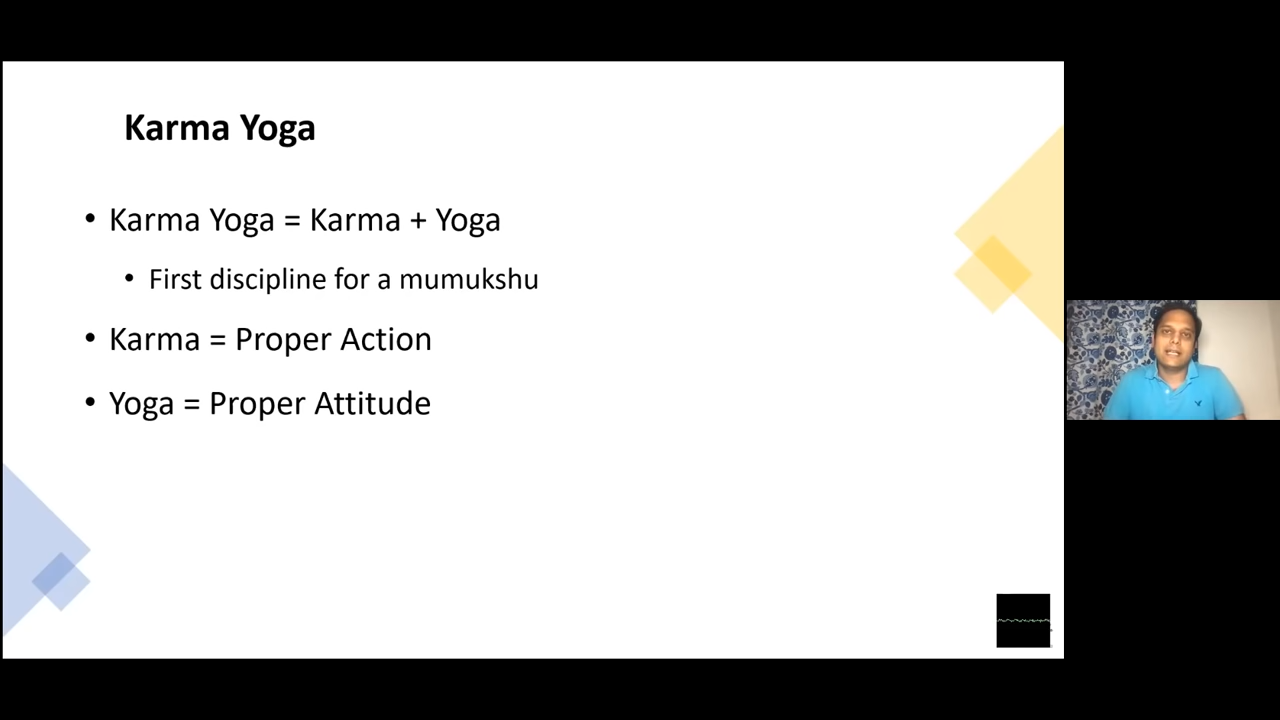 Karma Yoga
• Karma Yoga = Karma + Yoga
• First discipline for a mumukshu
• Karma = Proper Action
• Yoga = Proper Attitude